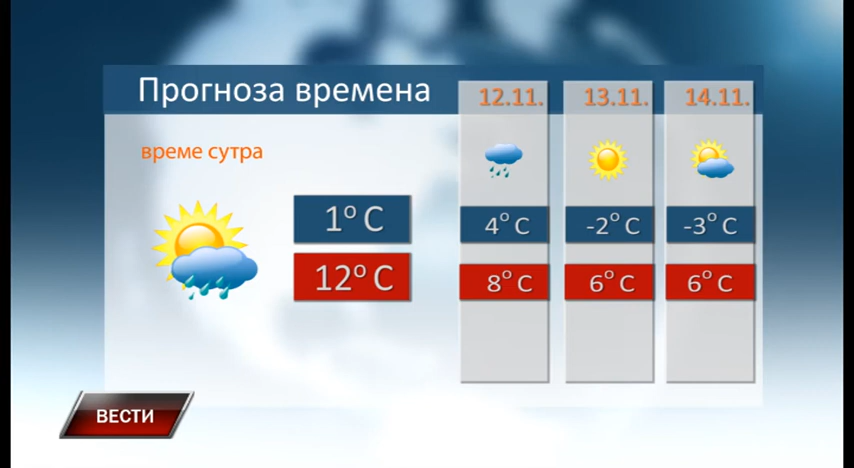 Прогноза времена
време сутра
1° C
12° C
12.11.
4° C
8° C
13.11.
-2° C
6° C
14.11.
-3° C
6° C
ВЕСТИ